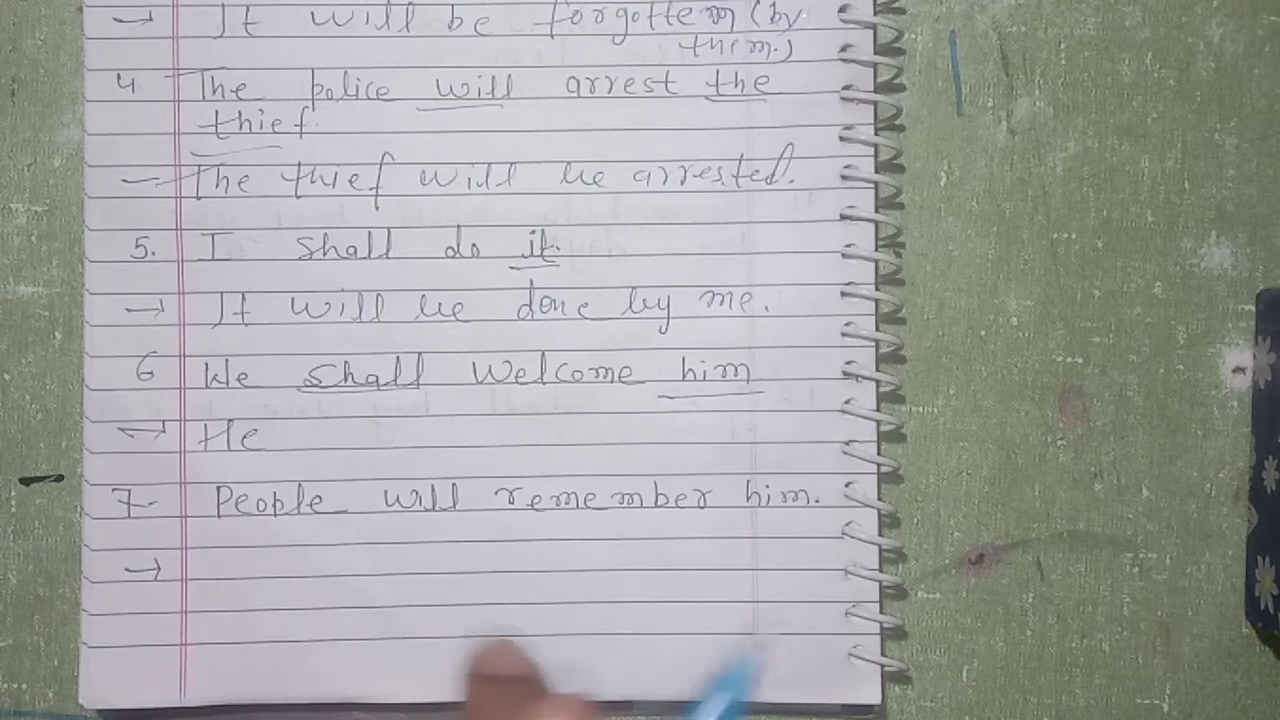 → It will be forgotten (by
them.)
4 The police will arrest the
thief.
— The thief will be arrested.
5. I shall do it.
→ It will be done by me.
6 We shall welcome him
→ He
7- People will remember him.
→